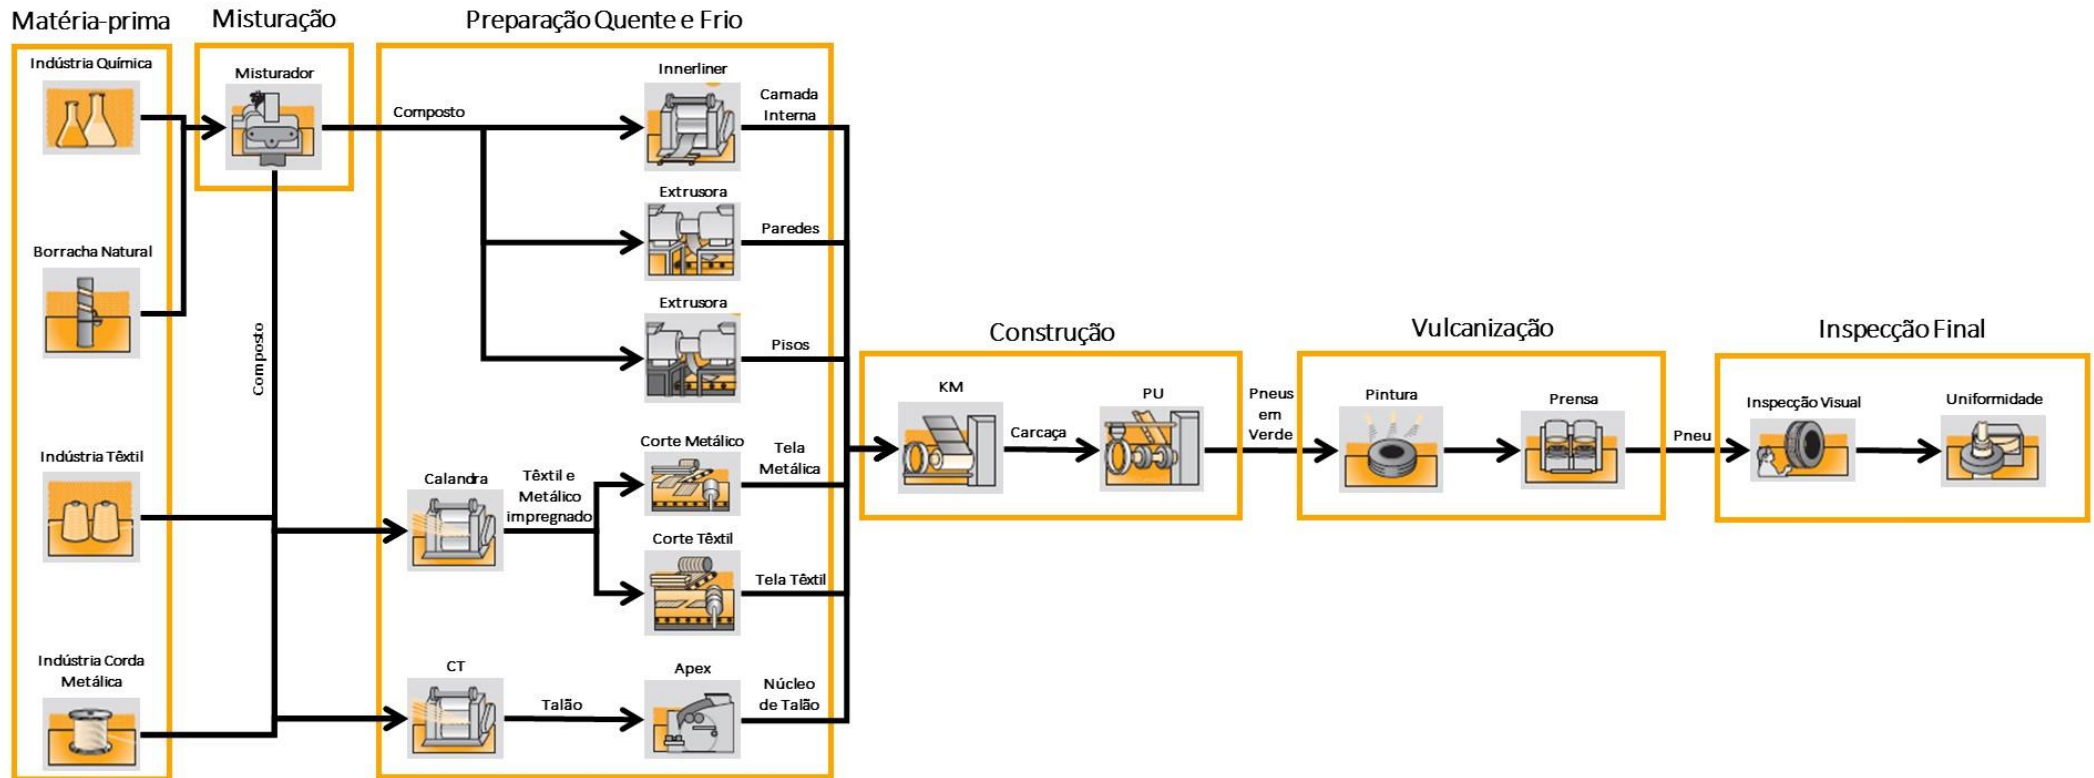 Matéria-prima
Misturação
Preparação Quente e Frio
Indústria Química
Borracha Natural
Indústria Têxtil
Indústria Corda
Metálica
Misturador
Composto
Composto
Innerliner
Camada
Interna
Extrusora
Paredes
Extrusora
Pisos
Calandra
Têxtil e
Metálico
impregnado
Corte Metálico
Tela
Metálica
Corte Têxtil
Tela Têxtil
CT
Talão
Apex
Núcleo
de Talão
Construção
KM
Carcaça
PU
Pneus
em
Verde
Vulcanização
Pintura
Prensa
Pneu
Inspecção Final
Inspecção Visual
Uniformidade